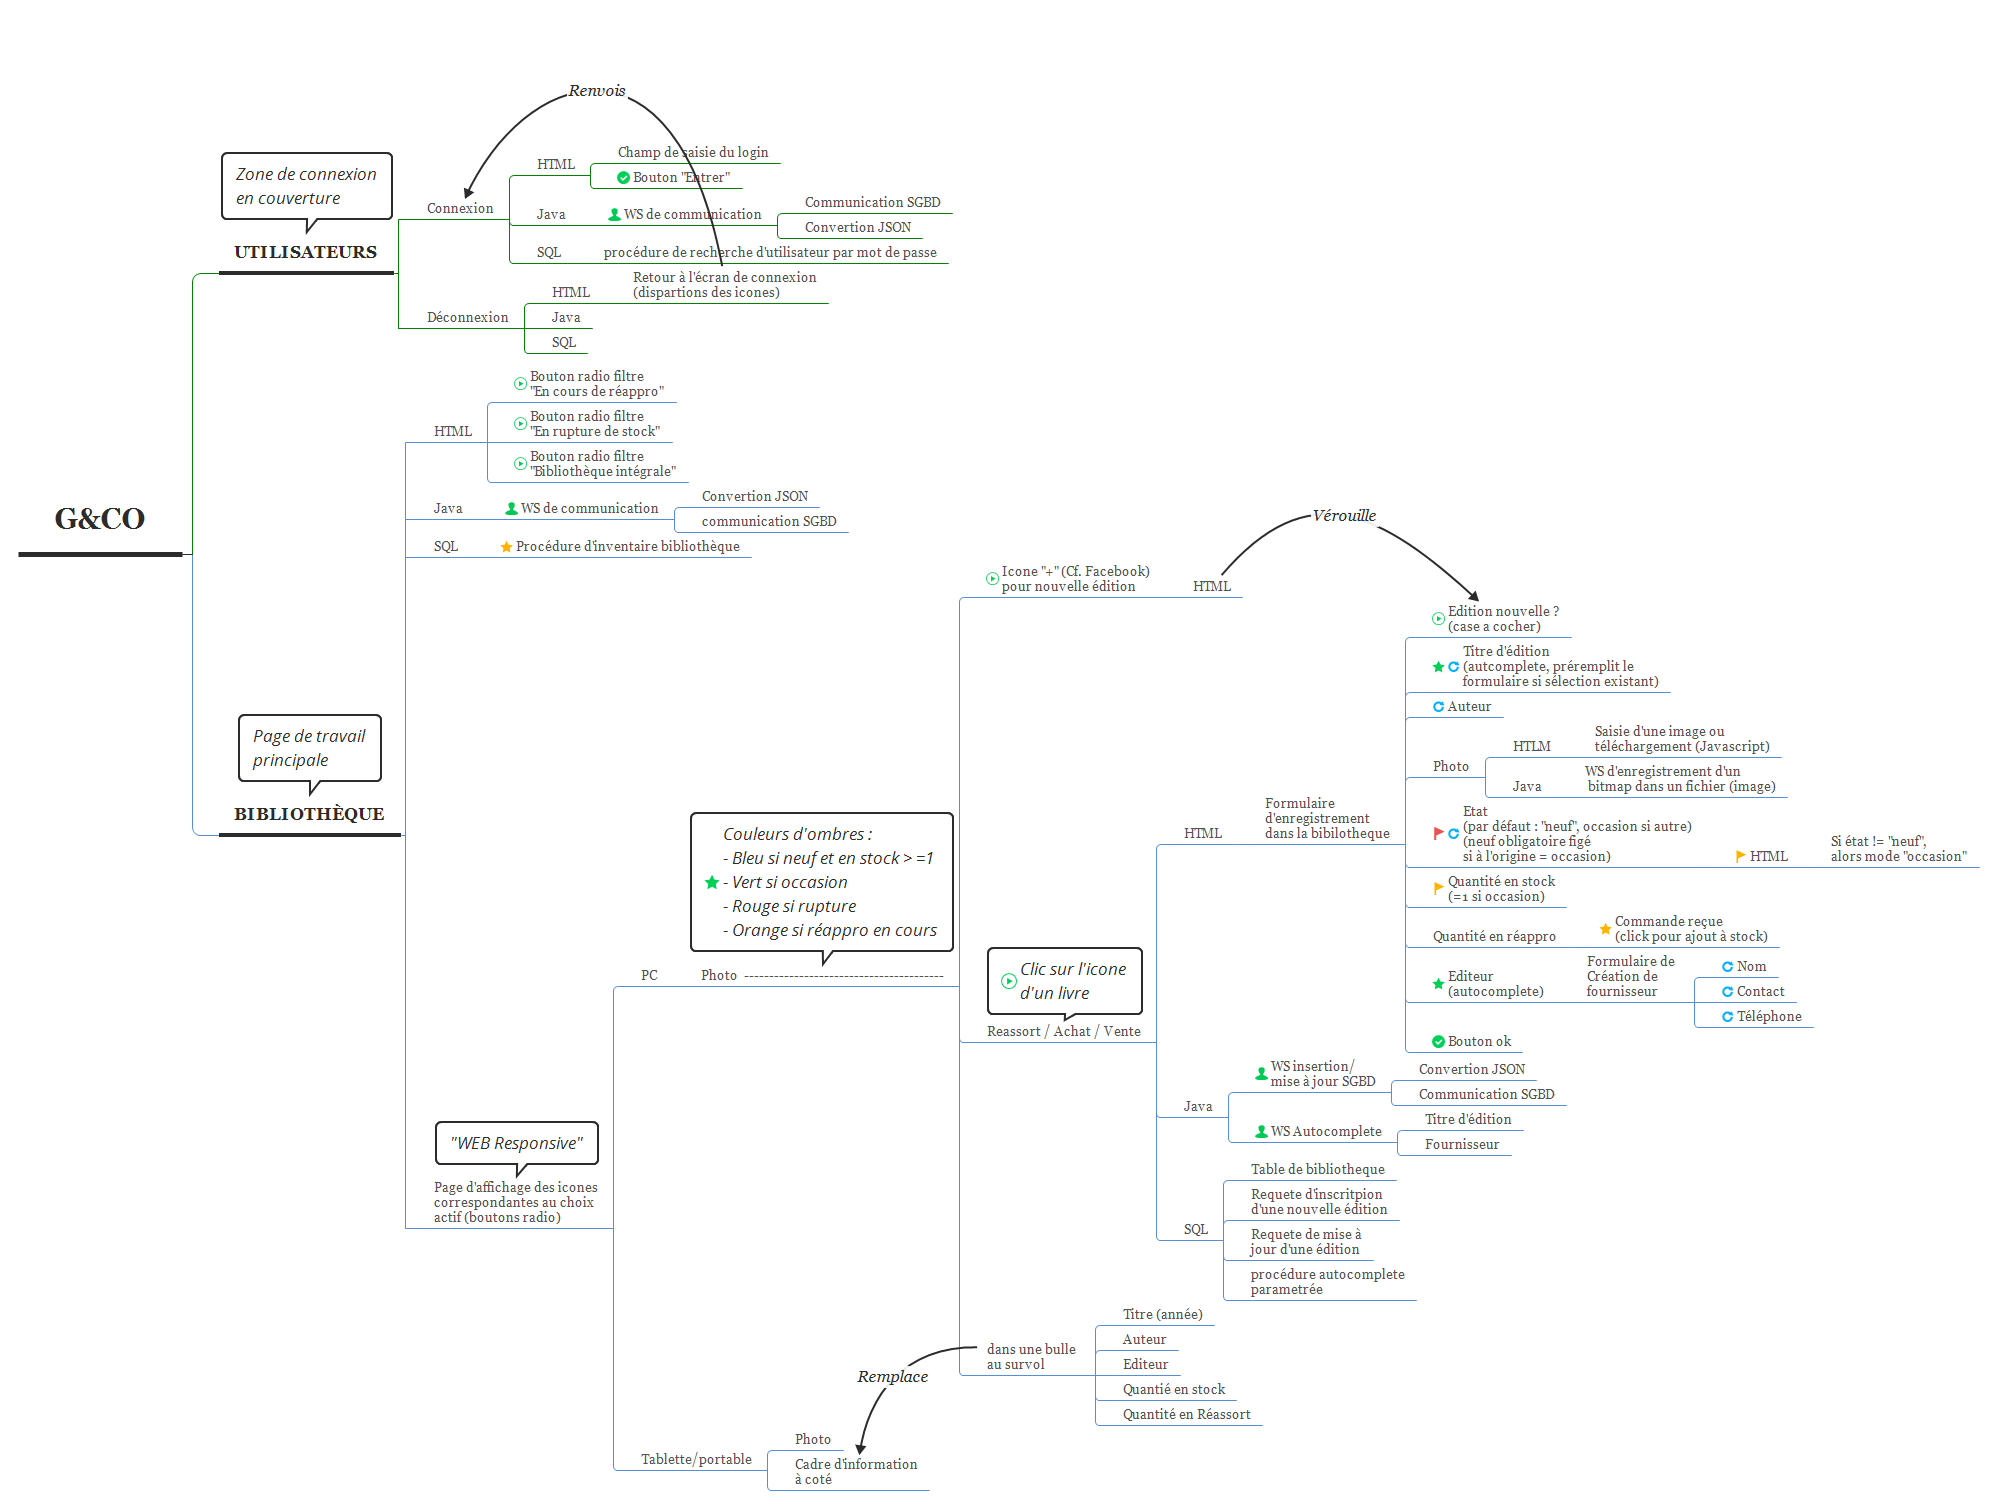 Renvois
Zone de connexion
en couverture
UTILISATEURS
Connexion
HTML
Champ de saisie du login
Bouton "Entrer"
Java
WS de communication
Communication SGBD
Convertion JSON
SQL
procédure de recherche d'utilisateur par mot de passe
Déconnexion
HTML
Retour à l'écran de connexion
(dispartions des icones)
Java
SQL
G&CO
Page de travail
principale
BIBLIOTHÈQUE
HTML
Bouton radio filtre
"En cours de réappro"
Bouton radio filtre
"En rupture de stock"
Bouton radio filtre
"Bibliothèque intégrale"
Java
WS de communication
Convertion JSON
communication SGBD
SQL
Procédure d'inventaire bibliothèque
"WEB Responsive"
Page d'affichage des icones
correspondantes au choix
actif (boutons radio)
PC
Couleurs d'ombres :
- Bleu si neuf et en stock > =1
- Vert si occasion
- Rouge si rupture
- Orange si réappro en cours
Photo ----------------------------------------
Icone "+" (Cf. Facebook)
pour nouvelle édition
HTML
Vérouille
Clic sur l'icone
d'un livre
Reassort / Achat / Vente
HTML
Formulaire
d'enregistrement
dans la bibilotheque
Edition nouvelle ?
(case a cocher)
Titre d'édition
(autcomplete, préremplit le
formulaire si sélection existant)
Auteur
Photo
HTLM
Saisie d'une image ou
téléchargement (Javascript)
Java
WS d'enregistrement d'un
bitmap dans un fichier (image)
Etat
(par défaut : "neuf", occasion si autre)
(neuf obligatoire figé
si à l'origine = occasion)
HTML
Si état != "neuf",
alors mode "occasion"
Quantité en stock
(=1 si occasion)
Quantité en réappro
Commande reçue
(click pour ajout à stock)
Editeur
(autocomplete)
Formulaire de
Création de
fournisseur
Nom
Contact
Téléphone
Bouton ok
Java
WS insertion/
mise à jour SGBD
Convertion JSON
Communication SGBD
WS Autocomplete
Titre d'édition
Fournisseur
SQL
Table de bibliotheque
Requete d'inscritpion
d'une nouvelle édition
Requete de mise à
jour d'une édition
procédure autocomplete
parametrée
dans une bulle
au survol
Titre (année)
Auteur
Editeur
Quantié en stock
Quantité en Réassort
Remplace
Tablette/portable
Photo
Cadre d'information
à coté